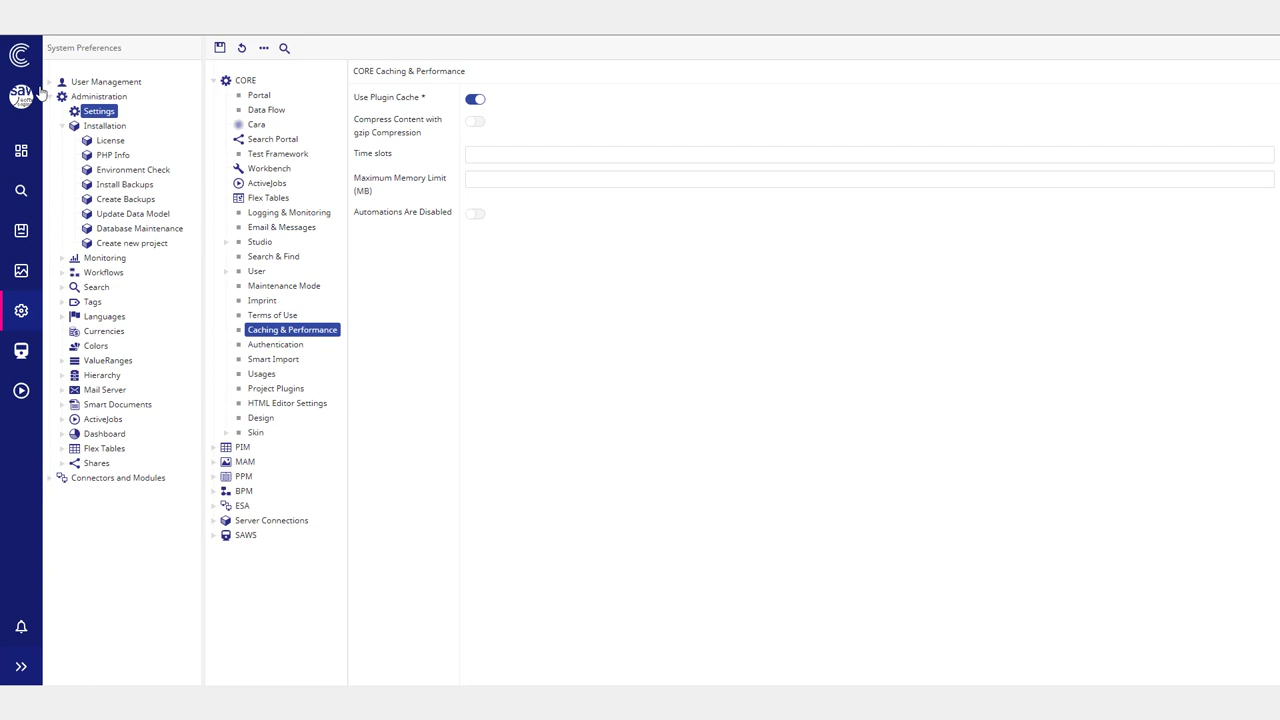 System Preferences
User Management
Administration
Settings
Installation
License
PHP Info
Environment Check
Install Backups
Create Backups
Update Data Model
Database Maintenance
Create new project
Monitoring
Workflows
Search
Tags
Languages
Currencies
Colors
ValueRanges
Hierarchy
Mail Server
Smart Documents
ActiveJobs
Dashboard
Flex Tables
Shares
Connectors and Modules
CORE
Portal
Data Flow
Cara
Search Portal
Test Framework
Workbench
ActiveJobs
Flex Tables
Logging & Monitoring
Email & Messages
Studio
Search & Find
User
Maintenance Mode
Imprint
Terms of Use
Caching & Performance
Authentication
Smart Import
Usages
Project Plugins
HTML Editor Settings
Design
Skin
PIM
MAM
PPM
BPM
ESA
Server Connections
SAWS
CORE Caching & Performance
Use Plugin Cache *
Compress Content with
gzip Compression
Time slots
Maximum Memory Limit
(MB)
Automations Are Disabled